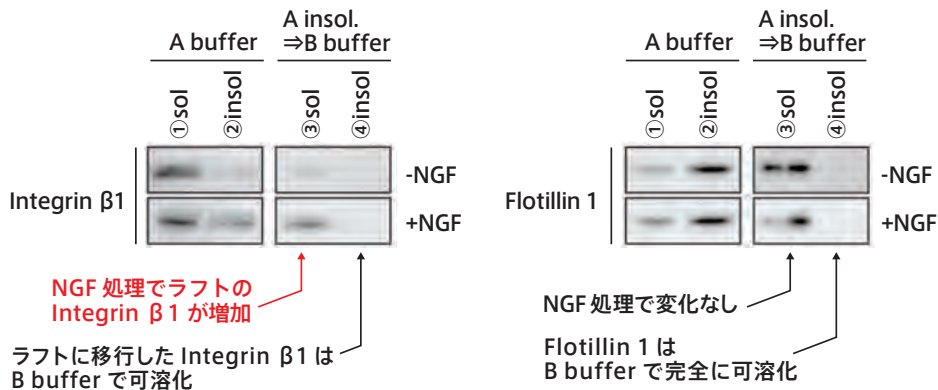 A buffer
A insol.
⇒B buffer
①sol
②insol
③sol
④insol
Integrin β1
-NGF
+NGF
NGF 処理でラフトの
Integrin β1 が増加
ラフトに移行した Integrin β1 は
B buffer で可溶化
A buffer
A insol.
⇒B buffer
①sol
②insol
③sol
④insol
Flotillin 1
-NGF
+NGF
NGF 処理で変化なし
Flotillin 1 は
B buffer で完全に可溶化